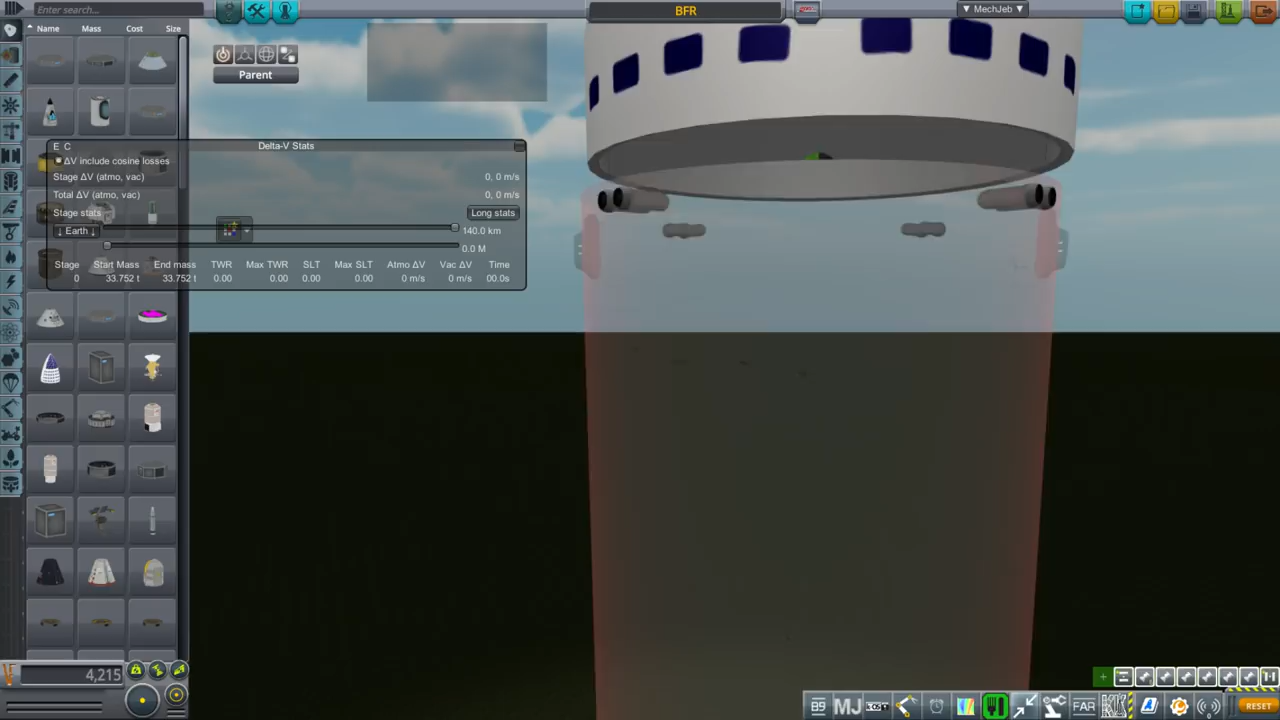 Enter search...
BFR
▼ MechJeb ▼
Name Mass Cost Size
Parent
E C Delta-V Stats
ΔV include cosine losses
Stage ΔV (atmo, vac) 0, 0 m/s
Total ΔV (atmo, vac) 0, 0 m/s
Stage stats Long stats
↓ Earth ↓ 140.0 km
0.0 M
Stage Start Mass End mass TWR Max TWR SLT Max SLT Atmo ΔV Vac ΔV Time
0 33.752 t 33.752 t 0.00 0.00 0.00 0.00 0 m/s 0 m/s 00.0s
4,215
B9 MJ KOS FAR KK RESET